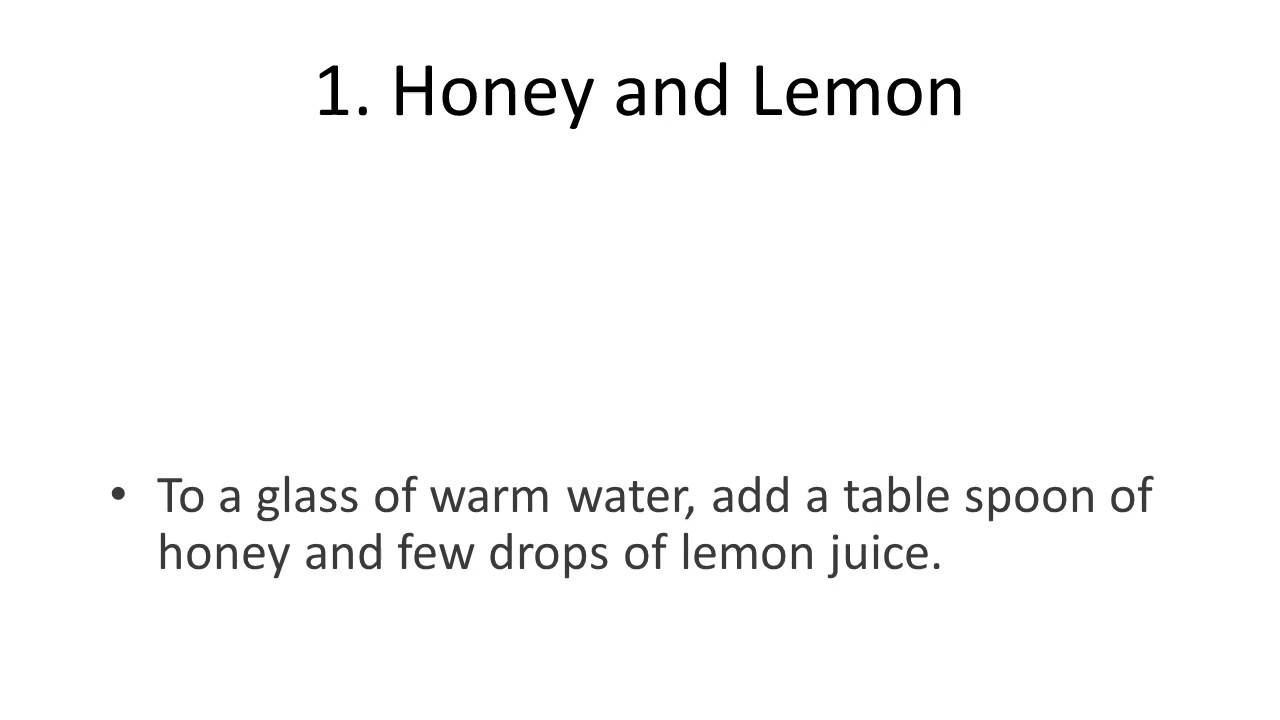 1. Honey and Lemon
• To a glass of warm water, add a table spoon of
honey and few drops of lemon juice.